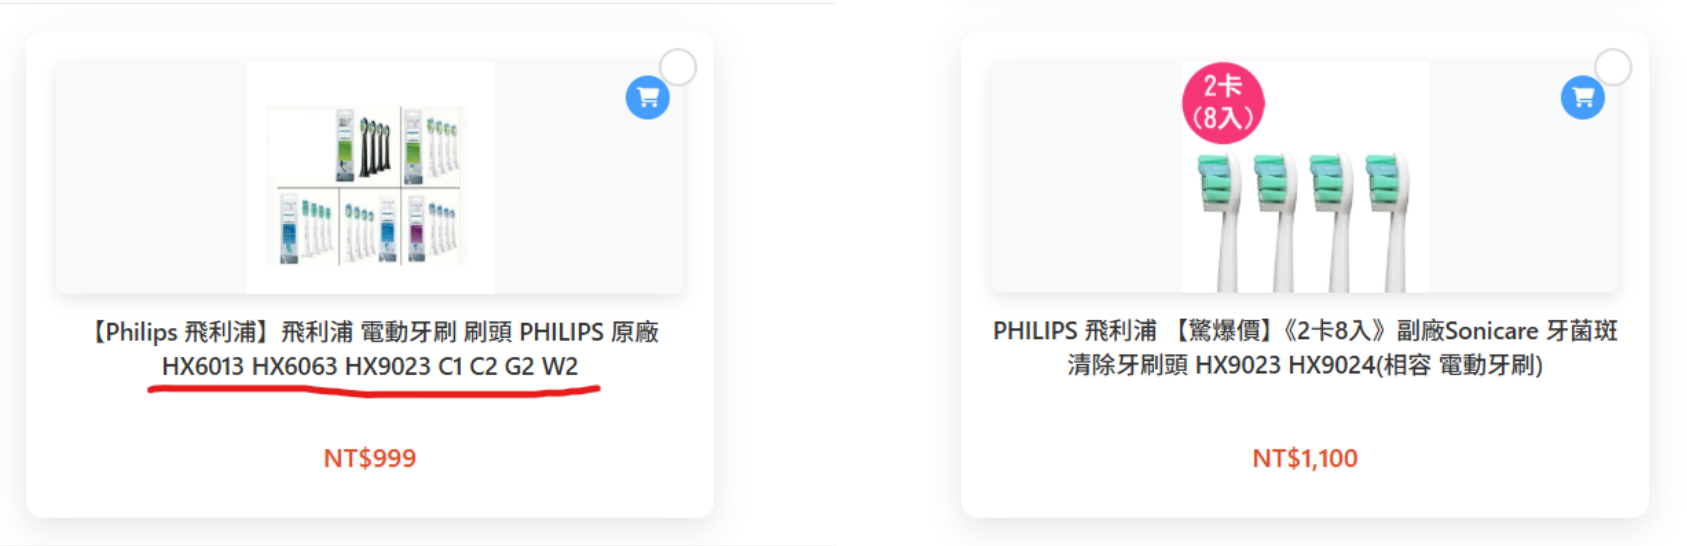 【Philips 飛利浦】飛利浦 電動牙刷 刷頭 PHILIPS 原廠
HX6013 HX6063 HX9023 C1 C2 G2 W2
NT$999
2卡
(8入)
PHILIPS 飛利浦 【驚爆價】《2卡8入》副廠Sonicare 牙菌斑
清除牙刷頭 HX9023 HX9024(相容 電動牙刷)
NT$1,100